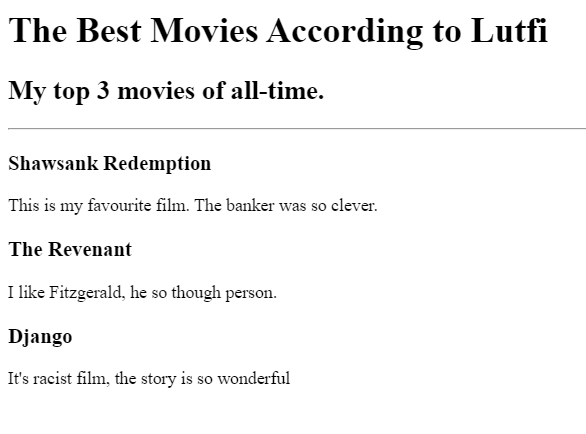 The Best Movies According to Lutfi
My top 3 movies of all-time.
Shawsank Redemption
This is my favourite film. The banker was so clever.
The Revenant
I like Fitzgerald, he so though person.
Django
It's racist film, the story is so wonderful